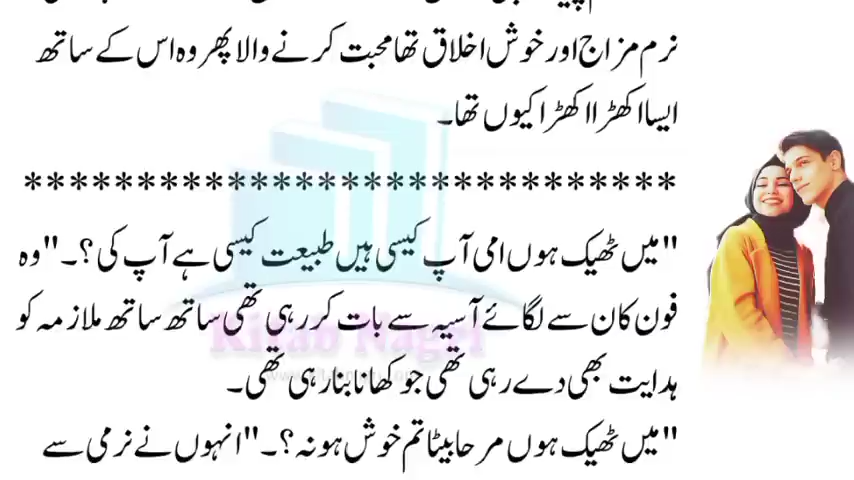 نرم مزاج اور خوش اخلاق تھا محبت کرنے والا پھر وہ اس کے ساتھ
ایسا اکھڑا اکھڑا کیوں تھا۔
*****************************
"میں ٹھیک ہوں امی آپ کیسی ہیں طبیعت کیسی ہے آپ کی؟۔" وہ
فون کان سے لگائے آسیہ سے بات کر رہی تھی ساتھ ساتھ ملازمہ کو
Kitab Nagri
ہدایت بھی دے رہی تھی جو کھانا بنا رہی تھی۔
"میں ٹھیک ہوں مرحا بیٹا تم خوش ہو نہ؟۔" انہوں نے نرمی سے